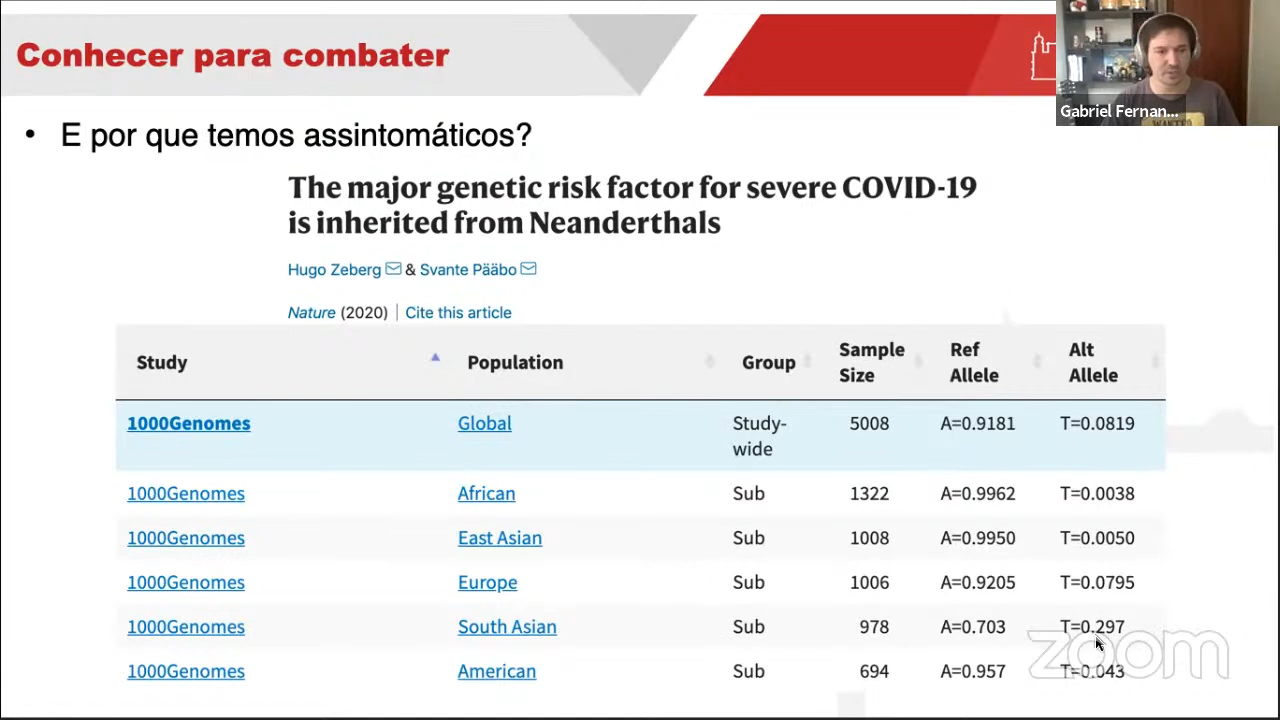 Conhecer para combater
Gabriel Fernan...
• E por que temos assintomáticos?
The major genetic risk factor for severe COVID-19
is inherited from Neanderthals
Hugo Zeberg & Svante Pääbo
Nature (2020) | Cite this article
Study Population Group Sample Size Ref Allele Alt Allele
1000Genomes Global Study-wide 5008 A=0.9181 T=0.0819
1000Genomes African Sub 1322 A=0.9962 T=0.0038
1000Genomes East Asian Sub 1008 A=0.9950 T=0.0050
1000Genomes Europe Sub 1006 A=0.9205 T=0.0795
1000Genomes South Asian Sub 978 A=0.703 T=0.297
1000Genomes American Sub 694 A=0.957 T=0.043
zoom